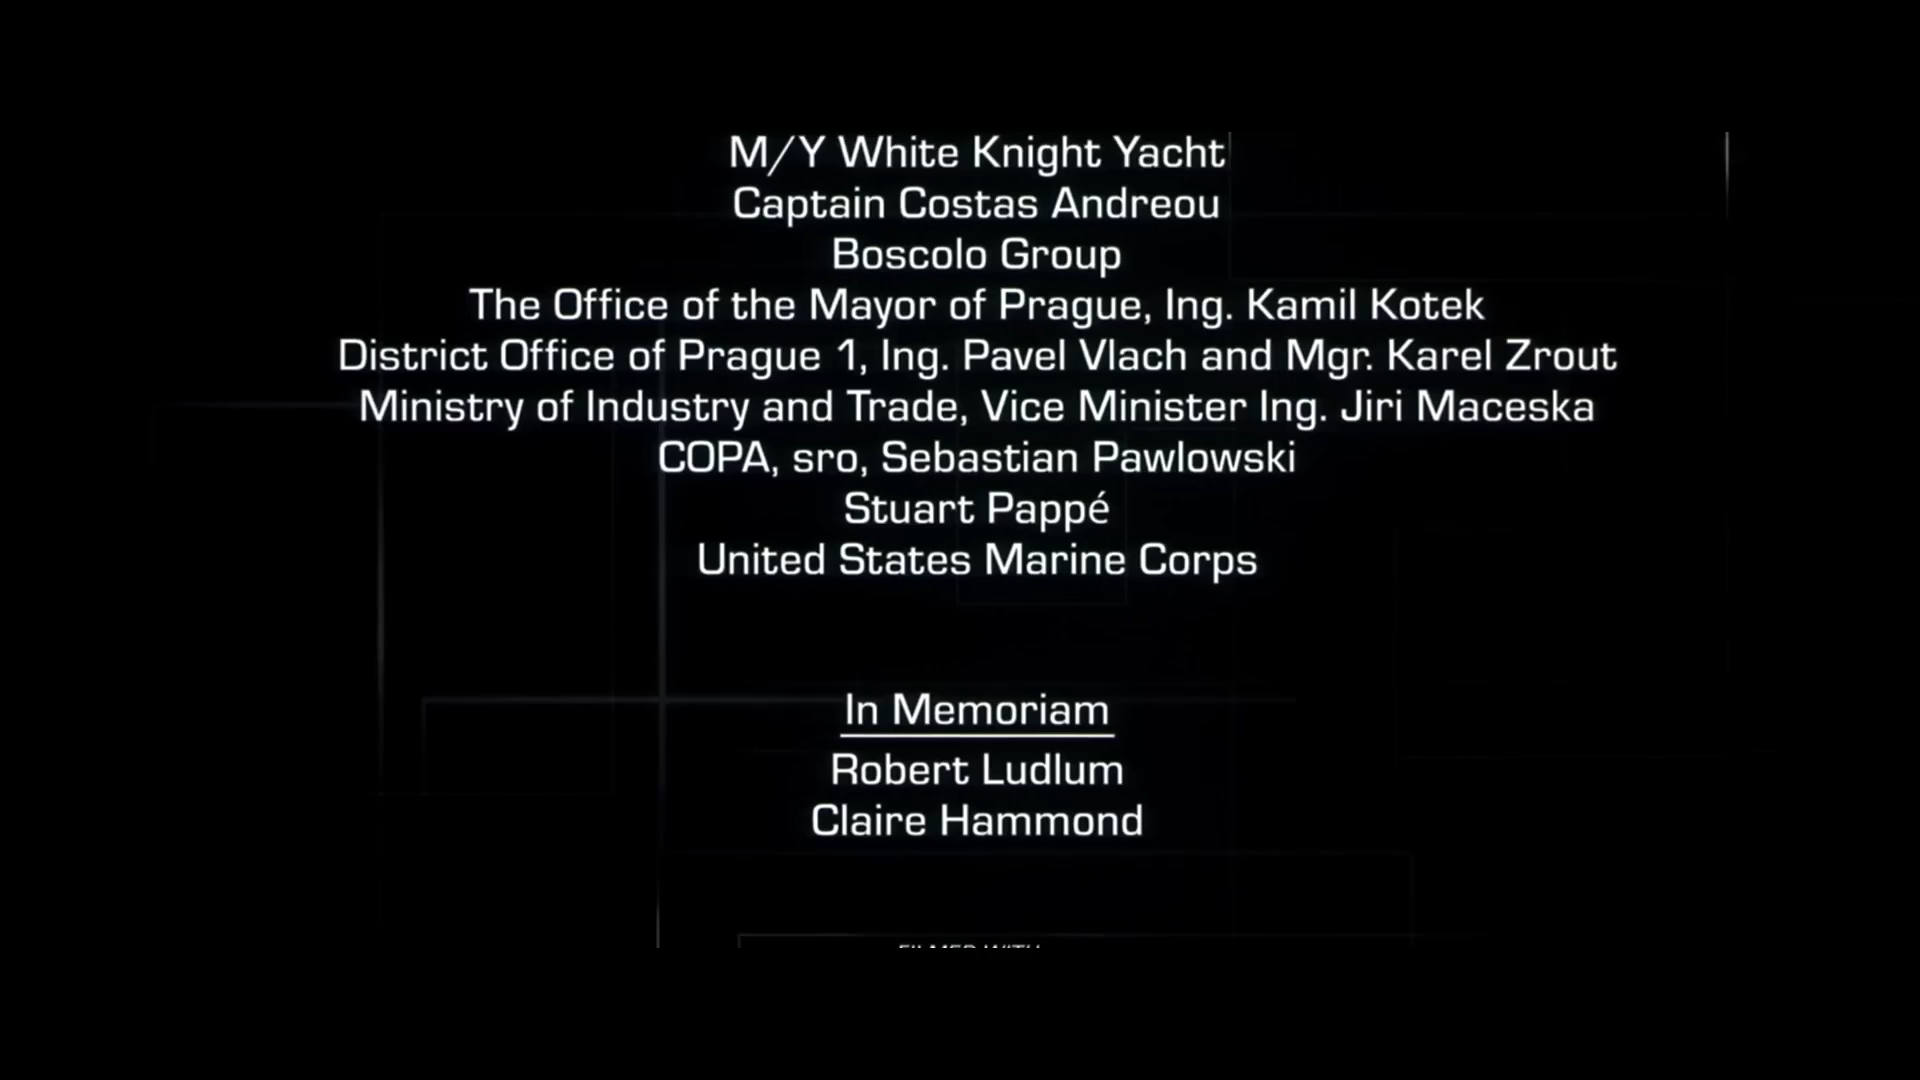 M/Y White Knight Yacht
Captain Costas Andreou
Boscolo Group
The Office of the Mayor of Prague, Ing. Kamil Kotek
District Office of Prague 1, Ing. Pavel Vlach and Mgr. Karel Zrout
Ministry of Industry and Trade, Vice Minister Ing. Jiri Maceska
COPA, sro, Sebastian Pawlowski
Stuart Pappé
United States Marine Corps
In Memoriam
Robert Ludlum
Claire Hammond
FILMED WITH